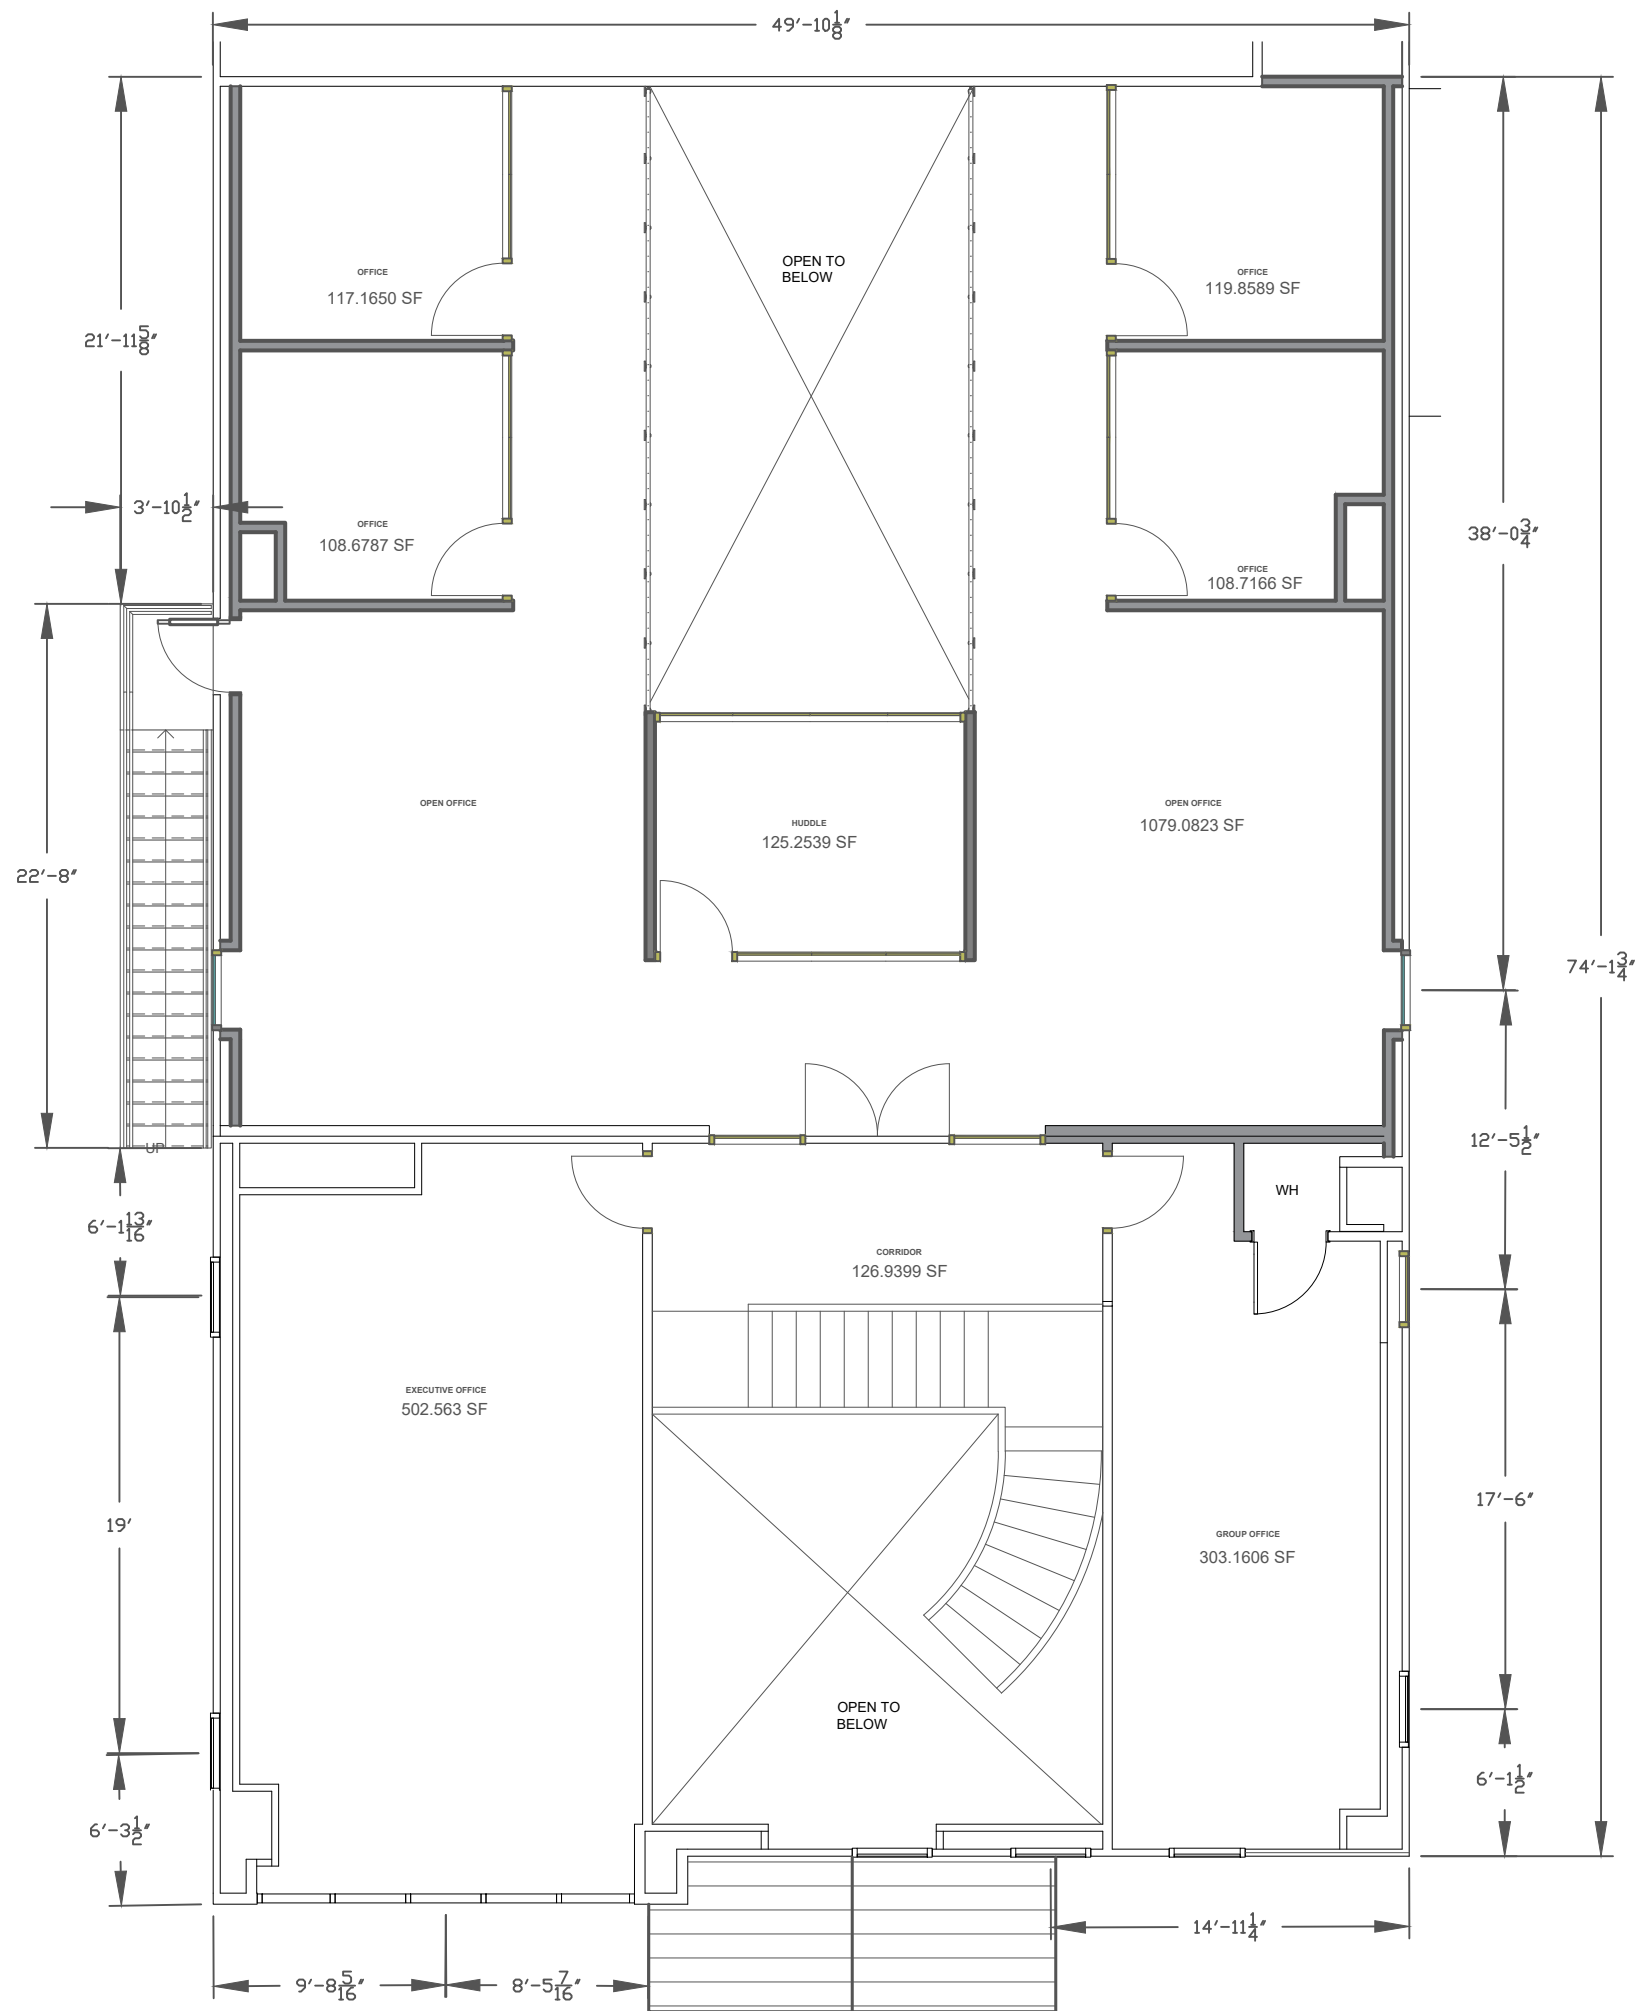 49'-10 1/8"
OPEN TO
BELOW
OFFICE
117.1650 SF
OFFICE
119.8589 SF
21'-11 5/8"
3'-10 1/2"
OFFICE
108.6787 SF
38'-0 3/4"
OFFICE
108.7166 SF
OPEN OFFICE
HUDDLE
125.2539 SF
OPEN OFFICE
1079.0823 SF
22'-8"
74'-1 3/4"
12'-5 1/2"
UP
WH
6'-1 13/16"
CORRIDOR
126.9399 SF
EXECUTIVE OFFICE
502.563 SF
17'-6"
19'
GROUP OFFICE
303.1606 SF
OPEN TO
BELOW
6'-1 1/2"
6'-3 1/2"
14'-11 1/4"
9'-8 5/16"
8'-5 7/16"